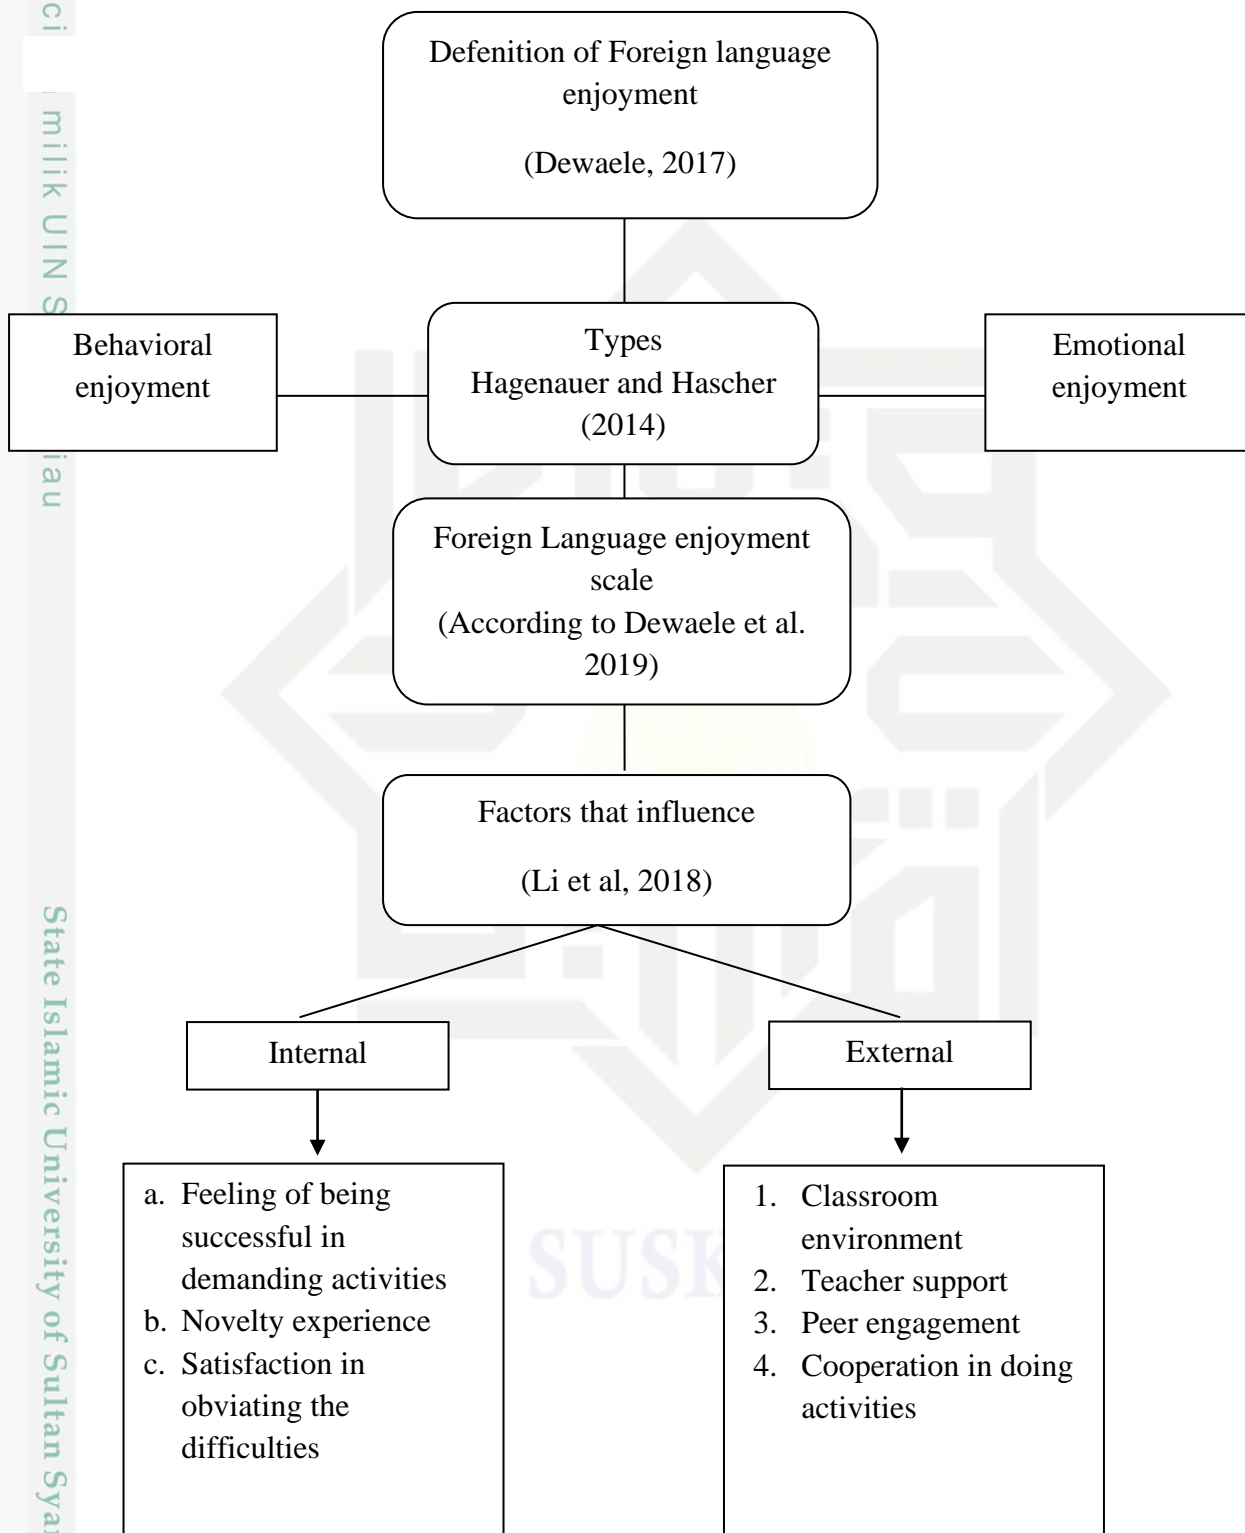 Defenition of Foreign language
enjoyment
(Dewaele, 2017)
Behavioral
enjoyment
Types
Hagenauer and Hascher
(2014)
Emotional
enjoyment
Foreign Language enjoyment
scale
(According to Dewaele et al.
2019)
Factors that influence
(Li et al, 2018)
Internal
External
a. Feeling of being
successful in
demanding activities
b. Novelty experience
c. Satisfaction in
obviating the
difficulties
1. Classroom
environment
2. Teacher support
3. Peer engagement
4. Cooperation in doing
activities
milik UIN
State Islamic University of Sultan